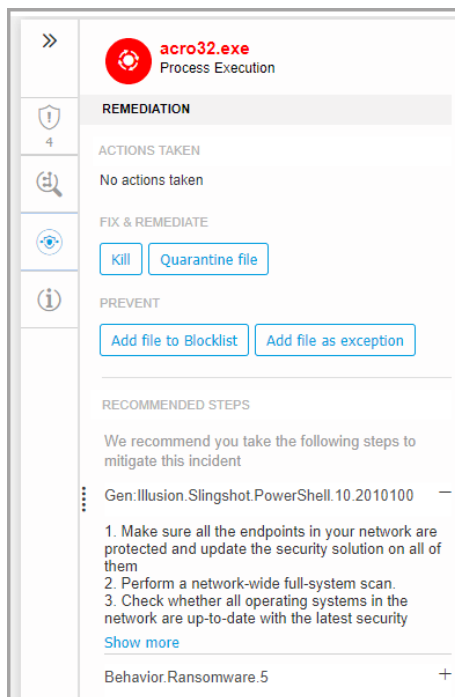 acro32.exe
Process Execution
REMEDIATION
4
ACTIONS TAKEN
No actions taken
FIX & REMEDIATE
Kill
Quarantine file
PREVENT
Add file to Blocklist
Add file as exception
RECOMMENDED STEPS
We recommend you take the following steps to
mitigate this incident
Gen:Illusion.Slingshot.PowerShell.10.2010100
1. Make sure all the endpoints in your network are
protected and update the security solution on all of
them
2. Perform a network-wide full-system scan.
3. Check whether all operating systems in the
network are up-to-date with the latest security
Show more
Behavior.Ransomware.5